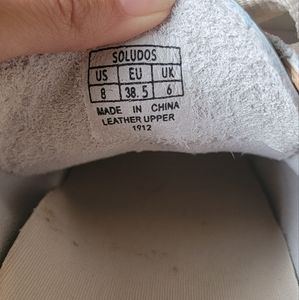 SOLUDOS
US EU UK
8 38.5 6
MADE IN CHINA
LEATHER UPPER
1912